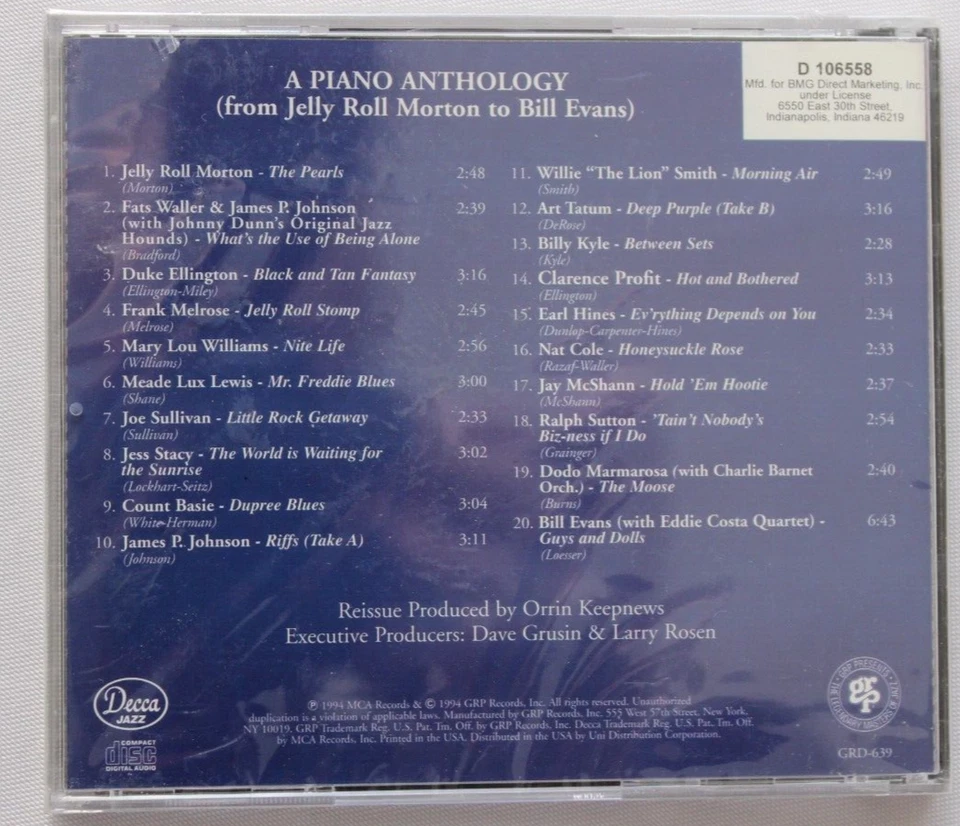 A PIANO ANTHOLOGY
(from Jelly Roll Morton to Bill Evans)
D 106558
Mfd. for BMG Direct Marketing, Inc.
under License
6550 East 30th Street,
Indianapolis, Indiana 46219
1. Jelly Roll Morton - The Pearls 2:48
(Morton)
2. Fats Waller & James P. Johnson 2:39
(with Johnny Dunn's Original Jazz
Hounds) - What's the Use of Being Alone
(Bradford)
3. Duke Ellington - Black and Tan Fantasy 3:16
(Ellington-Miley)
4. Frank Melrose - Jelly Roll Stomp 2:45
(Melrose)
5. Mary Lou Williams - Nite Life 2:56
(Williams)
6. Meade Lux Lewis - Mr. Freddie Blues 3:00
(Shane)
7. Joe Sullivan - Little Rock Getaway 2:33
(Sullivan)
8. Jess Stacy - The World is Waiting for 3:02
the Sunrise
(Lockhart-Seitz)
9. Count Basie - Dupree Blues 3:04
(White-Herman)
10. James P. Johnson - Riffs (Take A) 3:11
(Johnson)
11. Willie "The Lion" Smith - Morning Air 2:49
(Smith)
12. Art Tatum - Deep Purple (Take B) 3:16
(DeRose)
13. Billy Kyle - Between Sets 2:28
(Kyle)
14. Clarence Profit - Hot and Bothered 3:13
(Ellington)
15. Earl Hines - Ev'rything Depends on You 2:34
(Dunlop-Carpenter-Hines)
16. Nat Cole - Honeysuckle Rose 2:33
(Razaf-Waller)
17. Jay McShann - Hold 'Em Hootie 2:37
(McShann)
18. Ralph Sutton - 'Tain't Nobody's 2:54
Biz-ness if I Do
(Grainger)
19. Dodo Marmarosa (with Charlie Barnet 2:40
Orch.) - The Moose
(Burns)
20. Bill Evans (with Eddie Costa Quartet) - 6:43
Guys and Dolls
(Loesser)
Reissue Produced by Orrin Keepnews
Executive Producers: Dave Grusin & Larry Rosen
Decca
JAZZ
COMPACT
disc
DIGITAL AUDIO
℗ 1994 MCA Records & © 1994 GRP Records, Inc. All rights reserved. Unauthorized
duplication is a violation of applicable laws. Manufactured by GRP Records, Inc. 555 West 57th Street, New York,
NY 10019. GRP Trademark Reg. U.S. Pat. Tm. Off. by GRP Records, Inc. Decca Trademark Reg. U.S. Pat. Tm. Off.
by MCA Records, Inc. Printed in the USA. Distributed in the USA by Uni Distribution Corporation.
GRP PRESENTS
THE LEGENDARY MASTERS OF JAZZ
grp
GRD-639